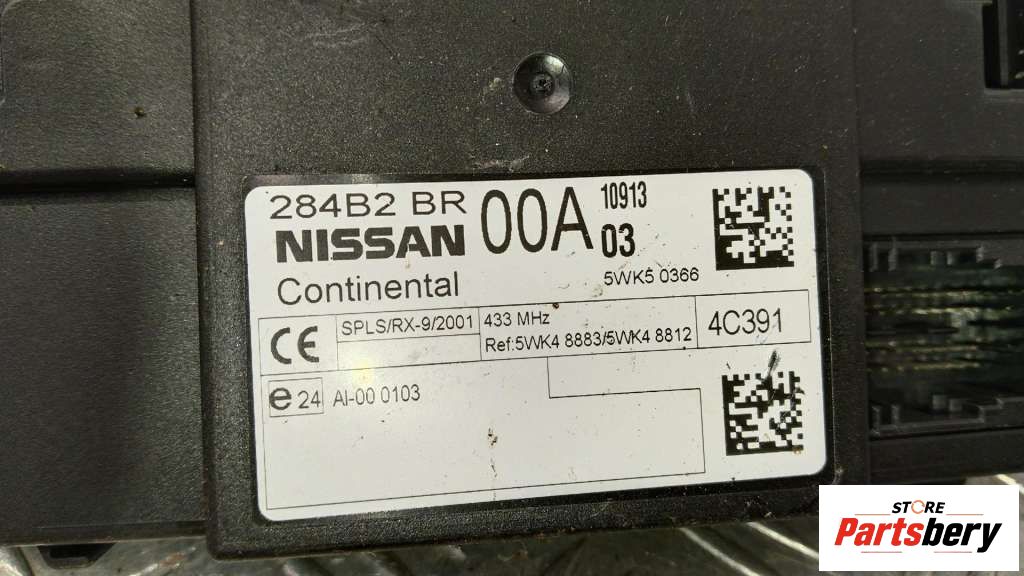 284B2 BR 00A 10913
NISSAN 03
Continental 5WK5 0366
CE SPLS/RX-9/2001 433 MHz 4C391
Ref:5WK4 8883/5WK4 8812
e 24 AI-00 0103
STORE
Partsbery